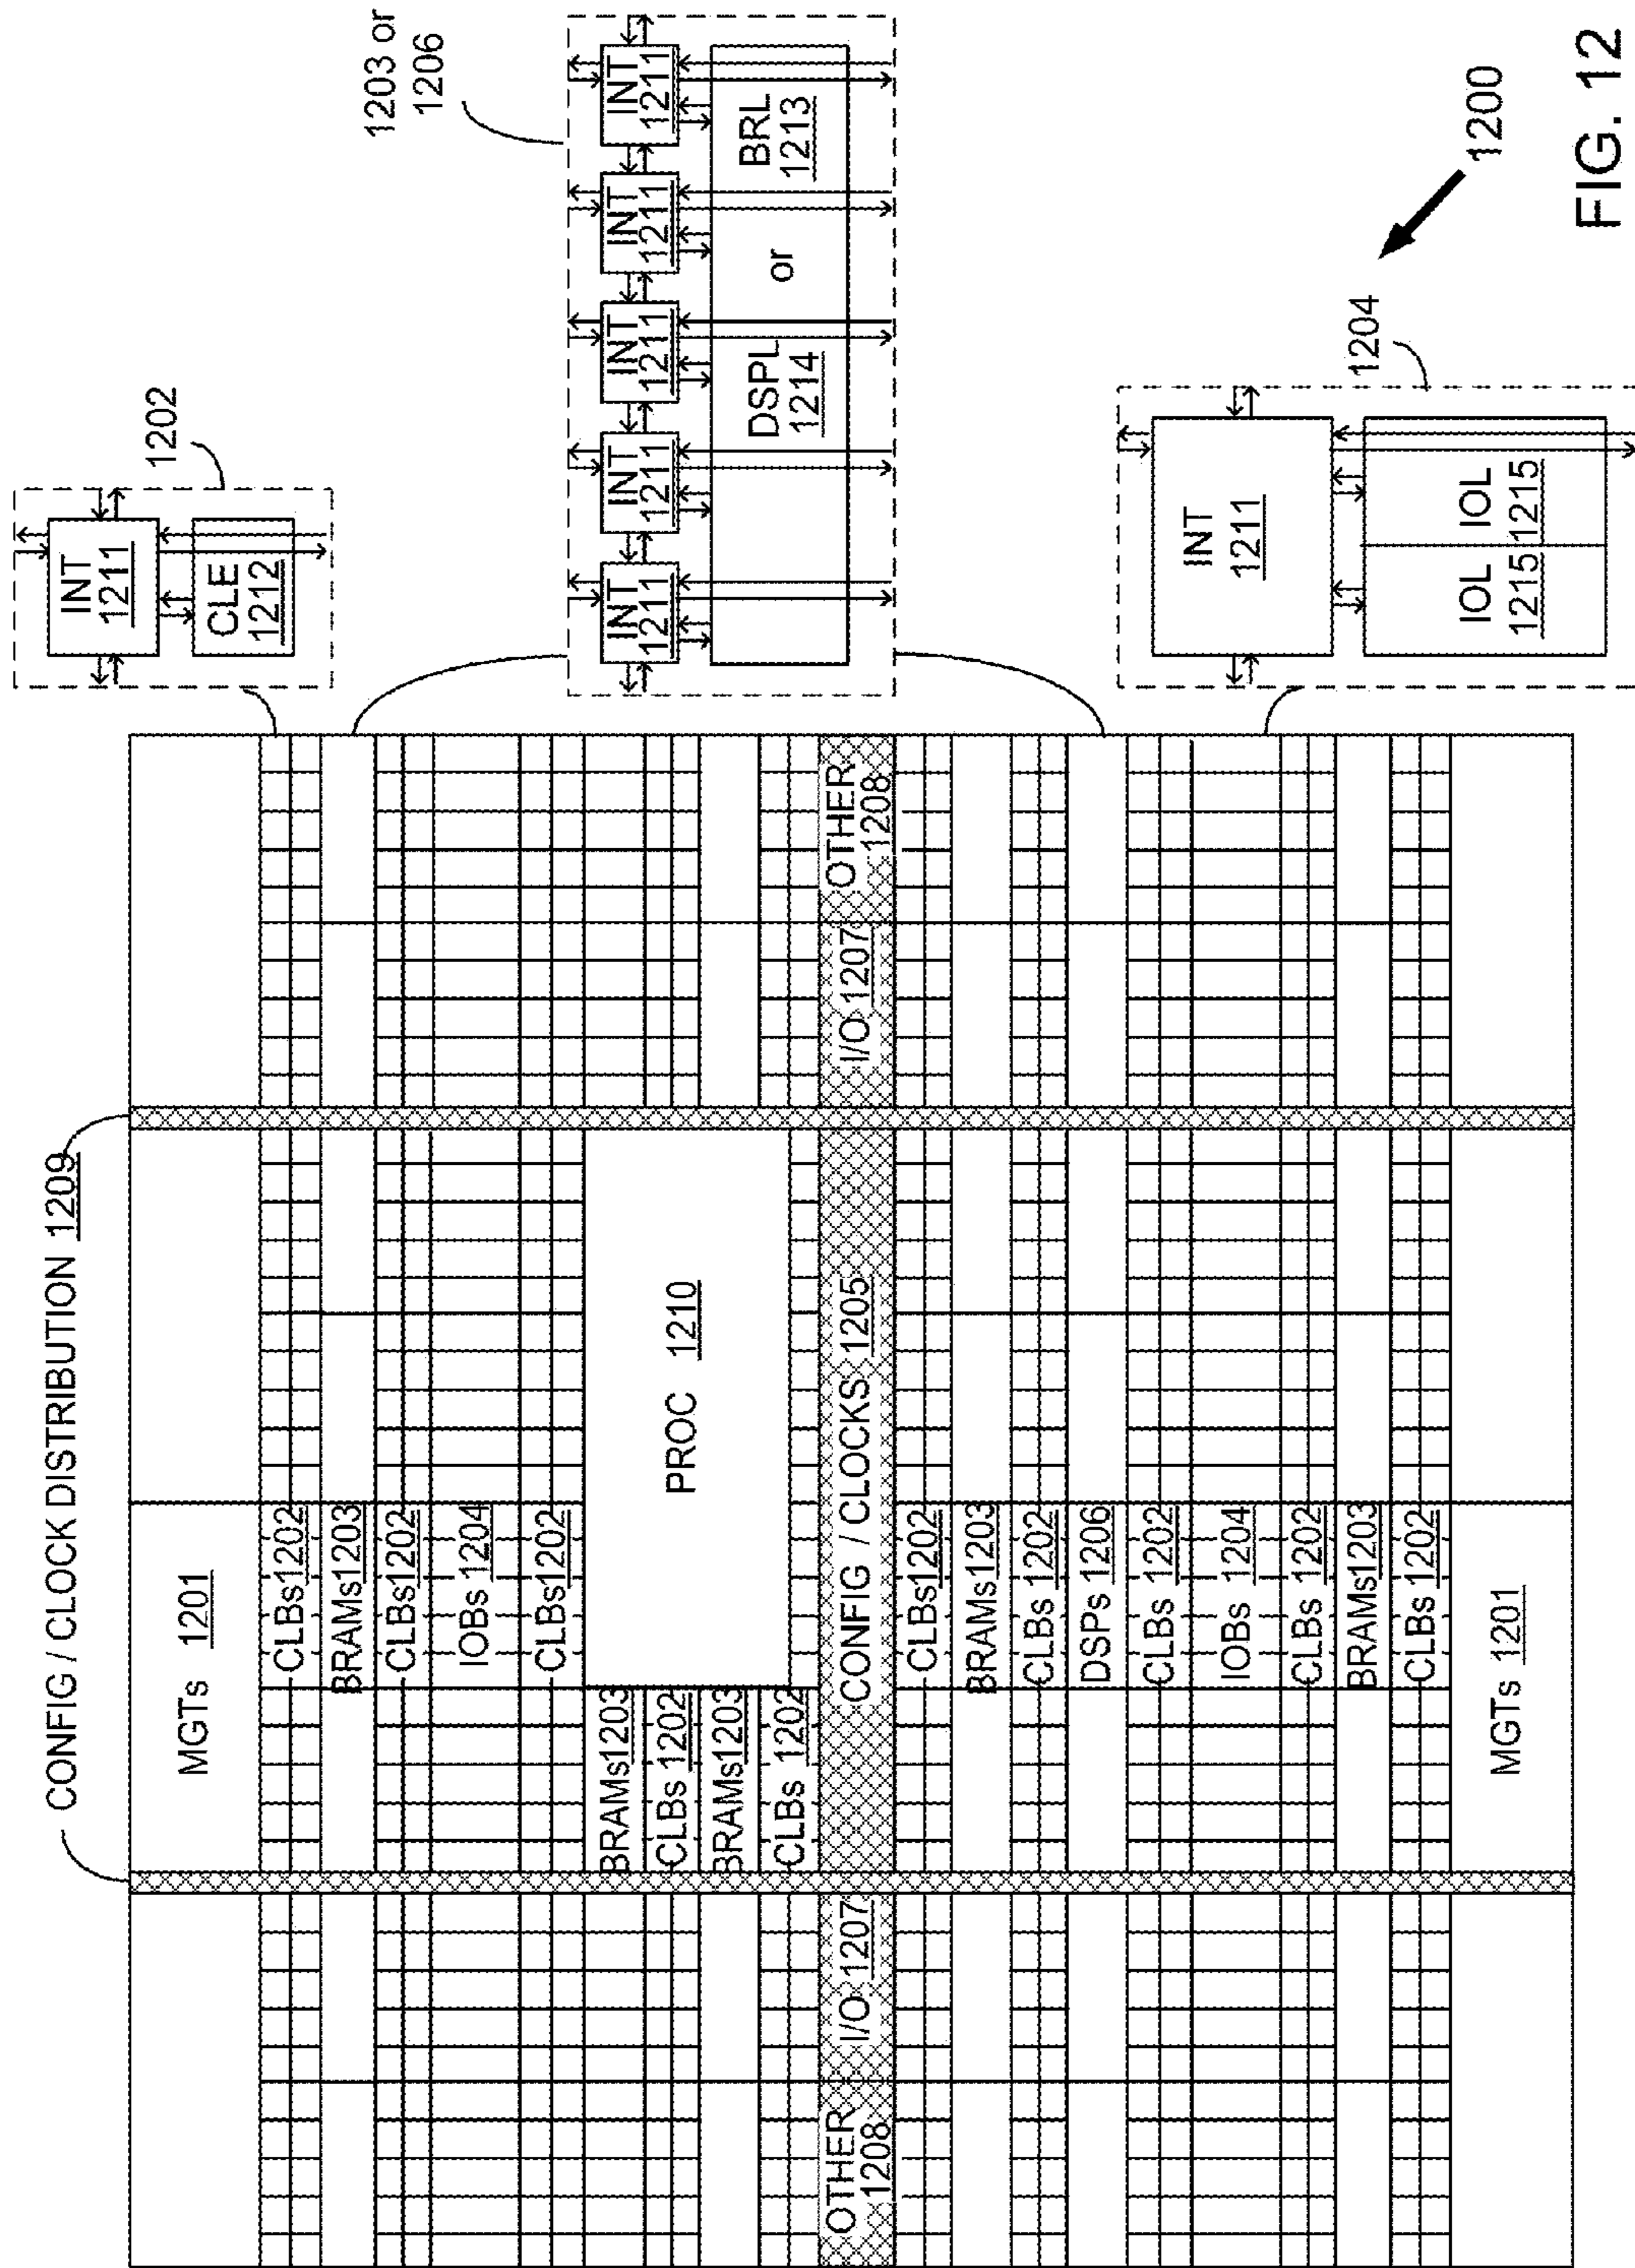 CONFIG / CLOCK DISTRIBUTION 1209
MGTs 1201
CLBs 1202
BRAMs 1203
CLBs 1202
IOBs 1204
CLBs 1202
BRAMs 1203
CLBs 1202
BRAMs 1203
CLBs 1202
PROC 1210
OTHER
1208
I/O 1207
CONFIG / CLOCKS 1205
I/O 1207
OTHER
1208
CLBs 1202
BRAMs 1203
CLBs 1202
DSPs 1206
CLBs 1202
IOBs 1204
CLBs 1202
BRAMs 1203
CLBs 1202
MGTs 1201
INT
1211
CLE
1212
1202
INT
1211
INT
1211
INT
1211
INT
1211
INT
1211
DSPL
1214
or
BRL
1213
1203 or
1206
INT
1211
IOL
1215
IOL
1215
1204
1200
FIG. 12